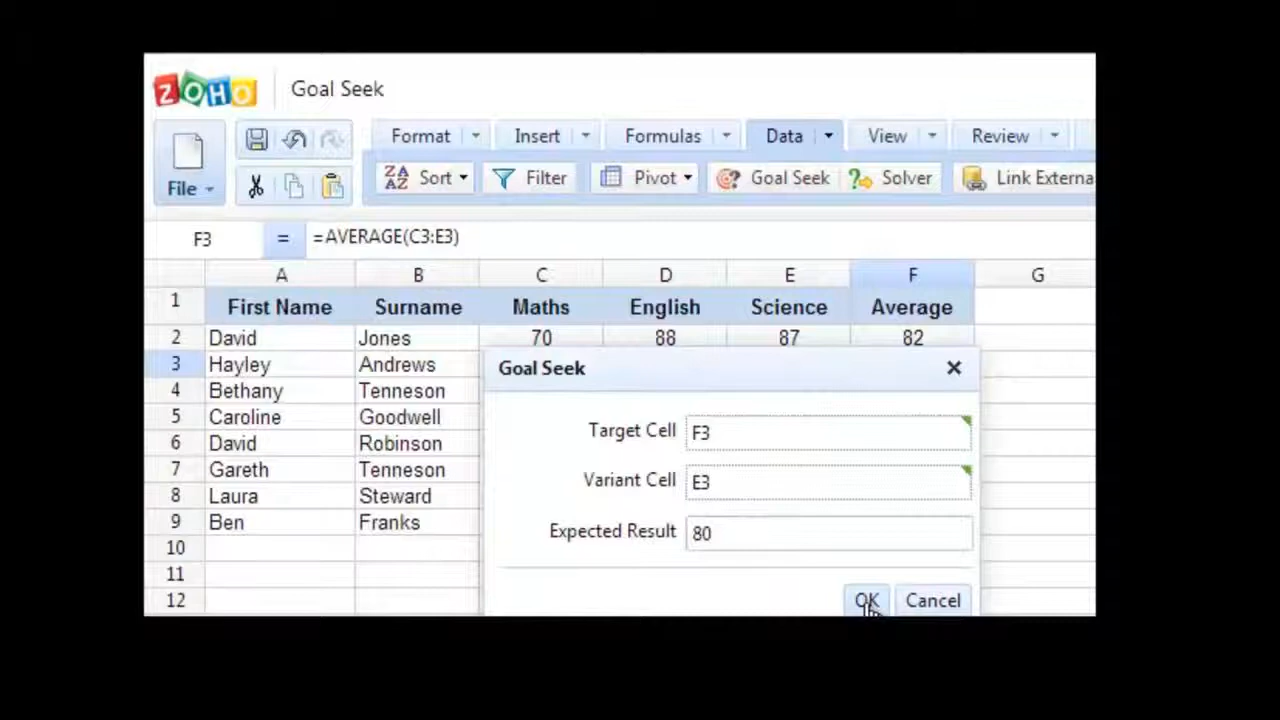 ZOHO Goal Seek
Format Insert Formulas Data View Review
File Sort Filter Pivot Goal Seek Solver Link Externa
F3 = =AVERAGE(C3:E3)
A B C D E F G
1 First Name Surname Maths English Science Average
2 David Jones 70 88 87 82
3 Hayley Andrews
4 Bethany Tenneson
5 Caroline Goodwell
6 David Robinson
7 Gareth Tenneson
8 Laura Steward
9 Ben Franks
10
11
12
Goal Seek
Target Cell F3
Variant Cell E3
Expected Result 80
OK Cancel